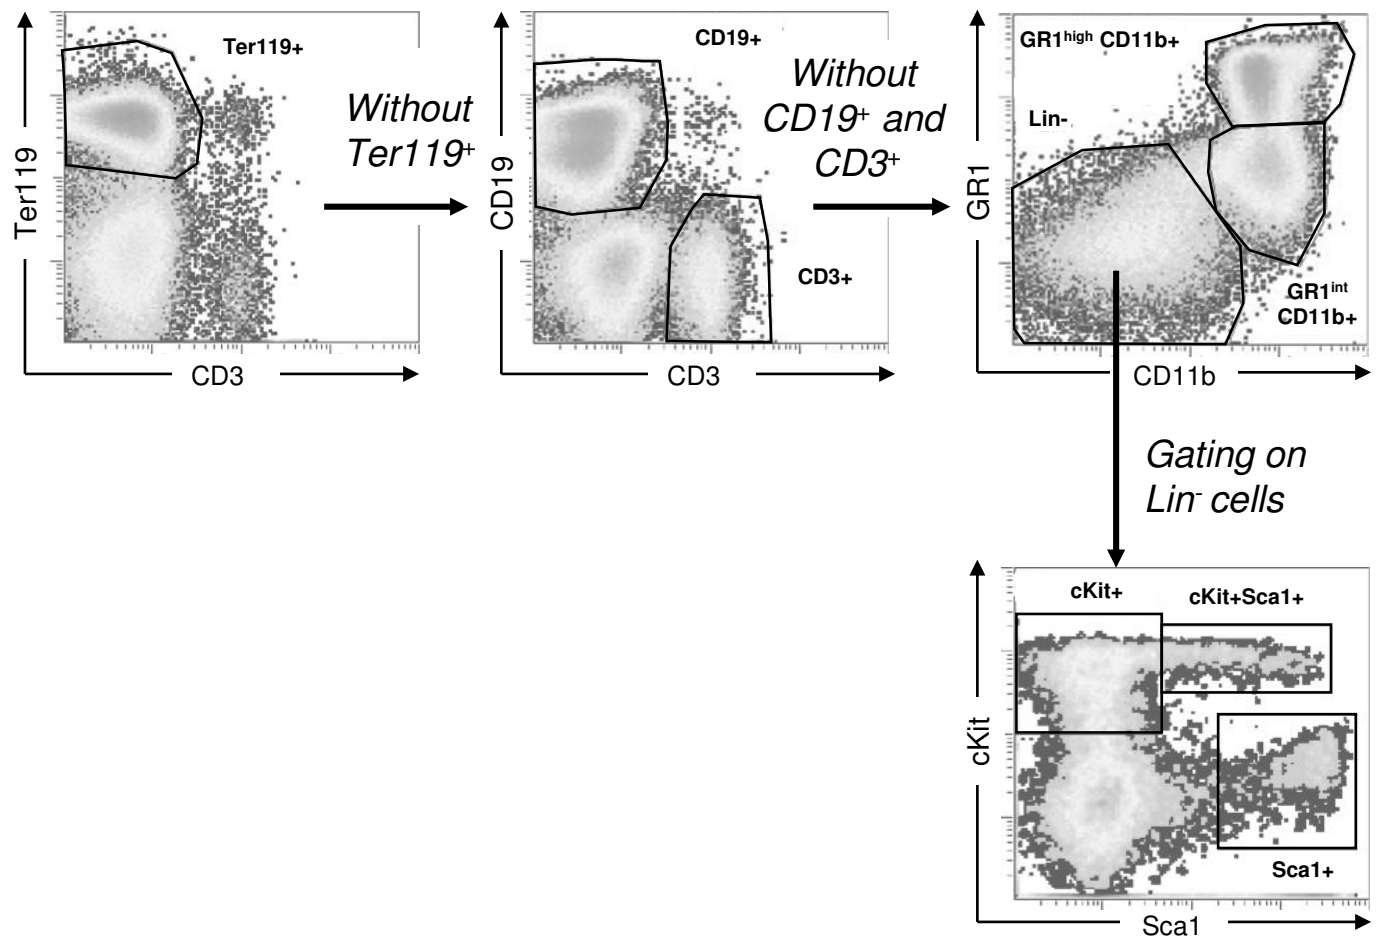 Ter119+
Without
Ter119+
Ter119
CD3
CD19+
Without
CD19+ and
CD3+
CD19
CD3+
CD3
GR1high CD11b+
Lin-
GR1
GR1int
CD11b+
CD11b
Gating on
Lin- cells
cKit+
cKit+Sca1+
cKit
Sca1+
Sca1